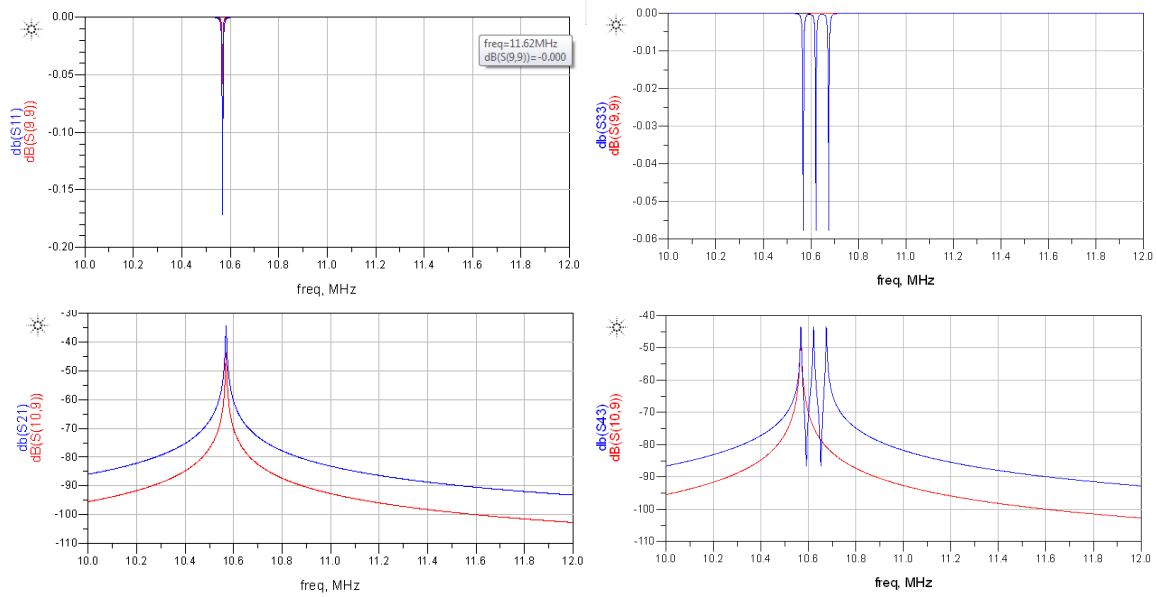 0.00
-0.05
-0.10
-0.15
-0.20
db(S11)
dB(S(9,9))
freq=11.62MHz
dB(S(9,9))=-0.000
10.0 10.2 10.4 10.6 10.8 11.0 11.2 11.4 11.6 11.8 12.0
freq, MHz
0.00
-0.01
-0.02
-0.03
-0.04
-0.05
-0.06
db(S33)
dB(S(9,9))
10.0 10.2 10.4 10.6 10.8 11.0 11.2 11.4 11.6 11.8 12.0
freq, MHz
-30
-40
-50
-60
-70
-80
-90
-100
-110
db(S21)
dB(S(10,9))
10.0 10.2 10.4 10.6 10.8 11.0 11.2 11.4 11.6 11.8 12.0
freq, MHz
-40
-50
-60
-70
-80
-90
-100
-110
db(S43)
dB(S(10,9))
10.0 10.2 10.4 10.6 10.8 11.0 11.2 11.4 11.6 11.8 12.0
freq, MHz